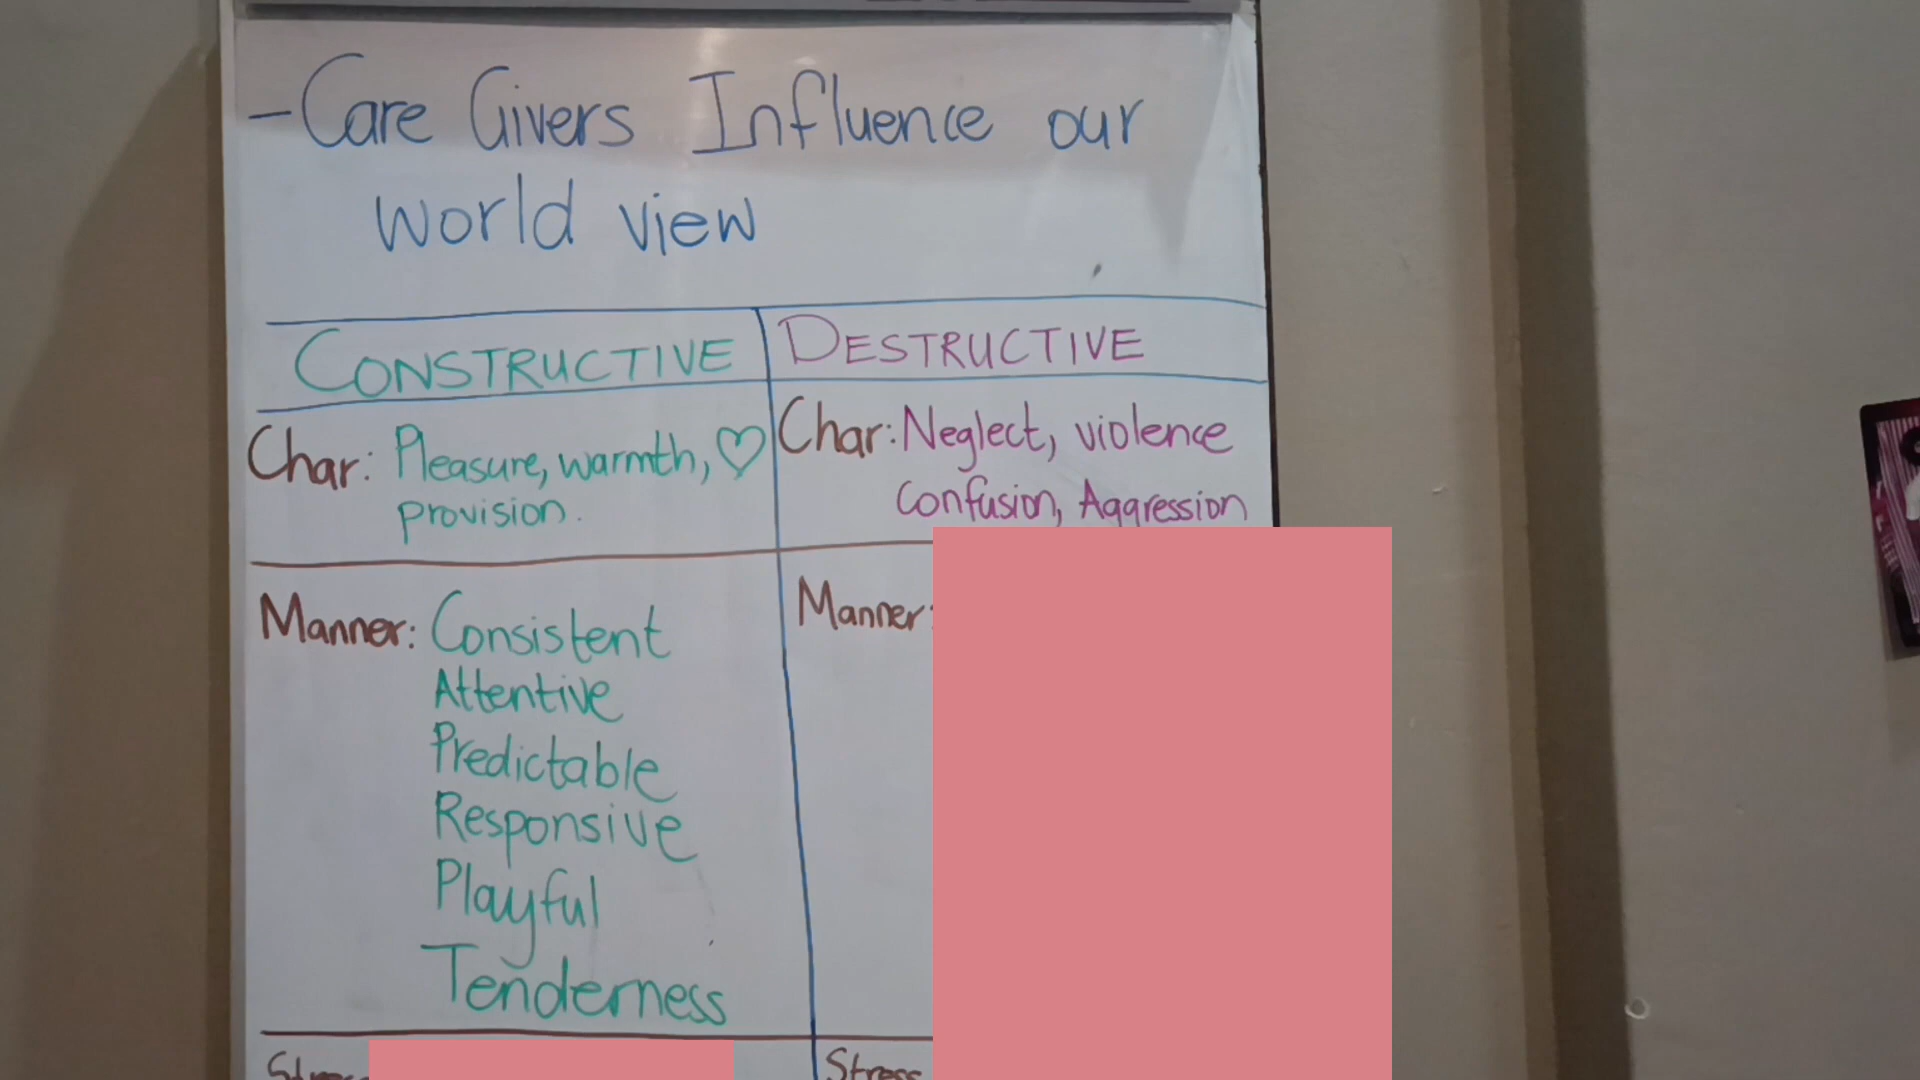 - Care Givers Influence our
world view
CONSTRUCTIVE
DESTRUCTIVE
Char: Pleasure, warmth, ♡
provision.
Char: Neglect, violence
Confusion, Aggression
Manner: Consistent
Attentive
Predictable
Responsive
Playful
Tenderness
Manner:
Stress